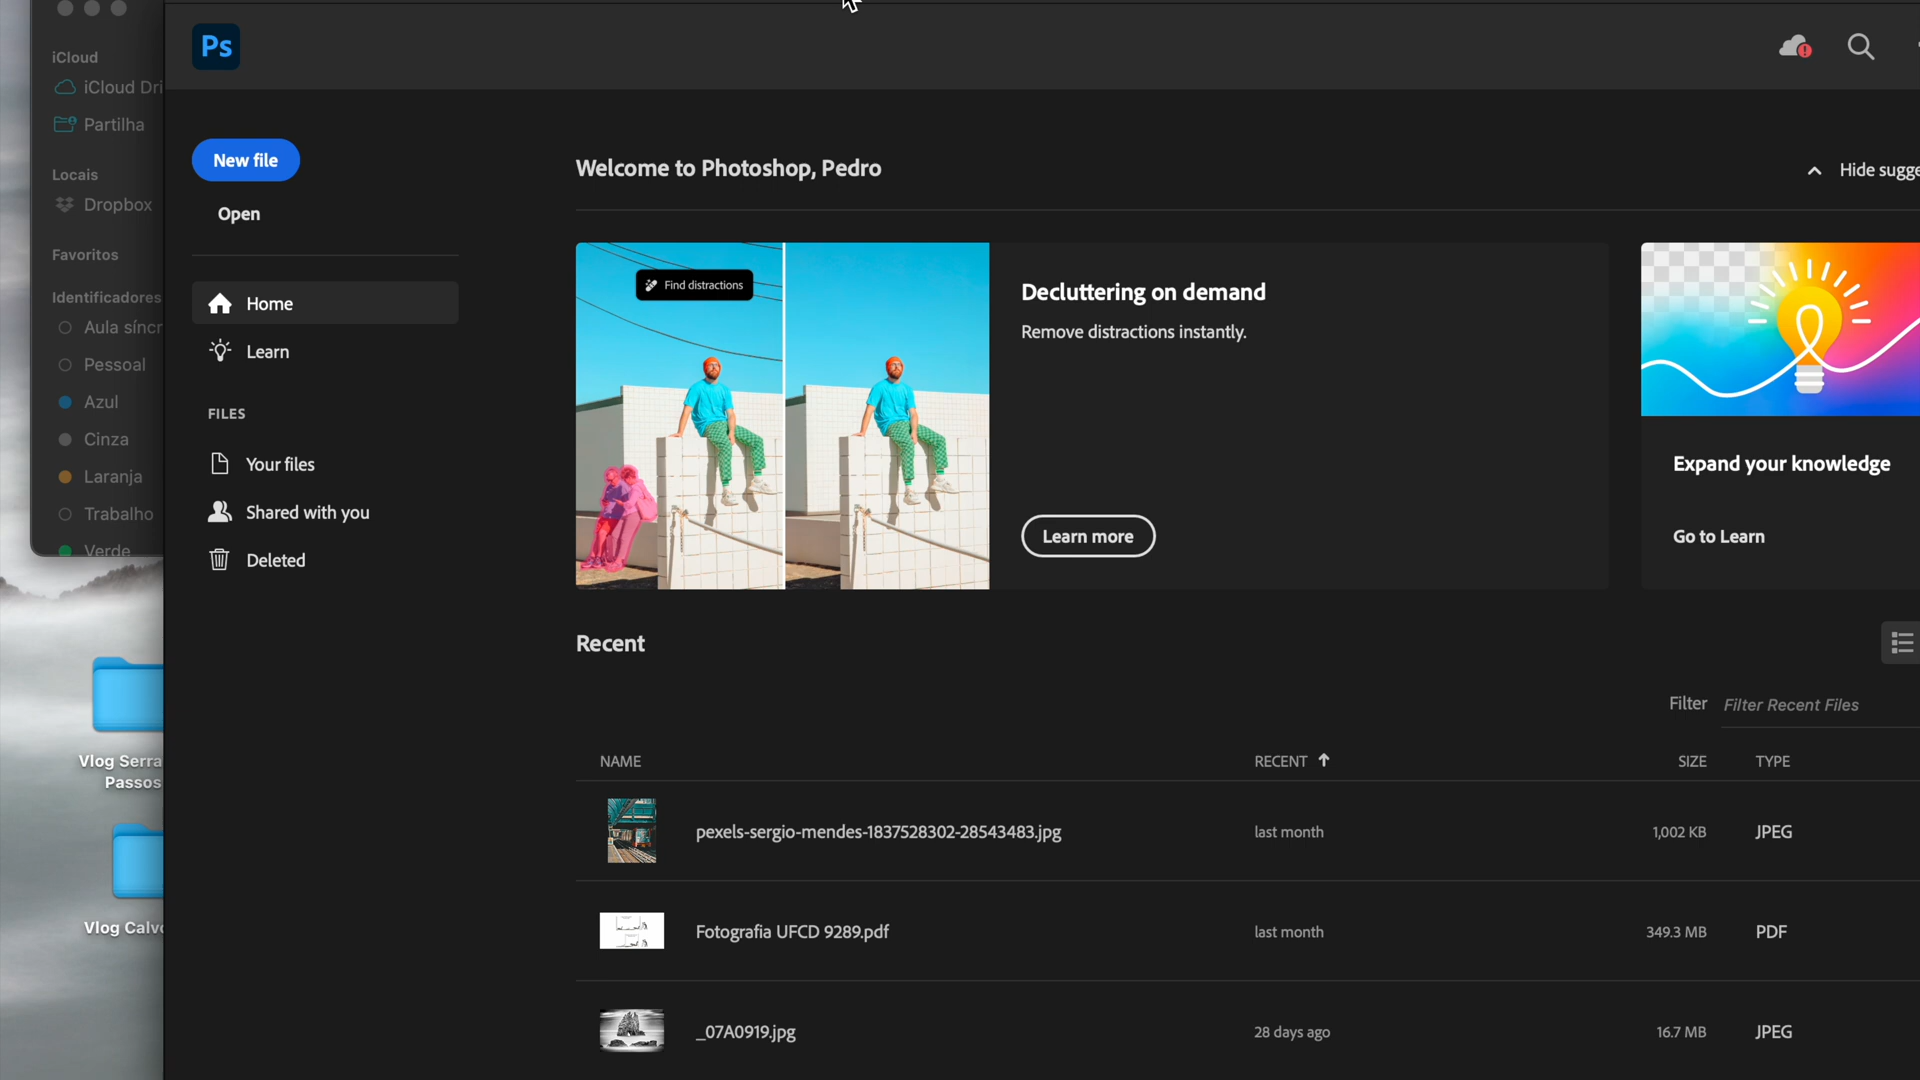 iCloud
iCloud Dri
Partilha
Locais
Dropbox
Favoritos
Identificadores
Aula síncr
Pessoal
Azul
Cinza
Laranja
Trabalho
Verde
Vlog Serra
Passos
Vlog Calv
Ps
New file
Open
Home
Learn
FILES
Your files
Shared with you
Deleted
Welcome to Photoshop, Pedro
Hide sugge
Find distractions
Decluttering on demand
Remove distractions instantly.
Learn more
Expand your knowledge
Go to Learn
Recent
Filter Filter Recent Files
NAME RECENT SIZE TYPE
pexels-sergio-mendes-1837528302-28543483.jpg last month 1,002 KB JPEG
Fotografia UFCD 9289.pdf last month 349.3 MB PDF
_07A0919.jpg 28 days ago 16.7 MB JPEG